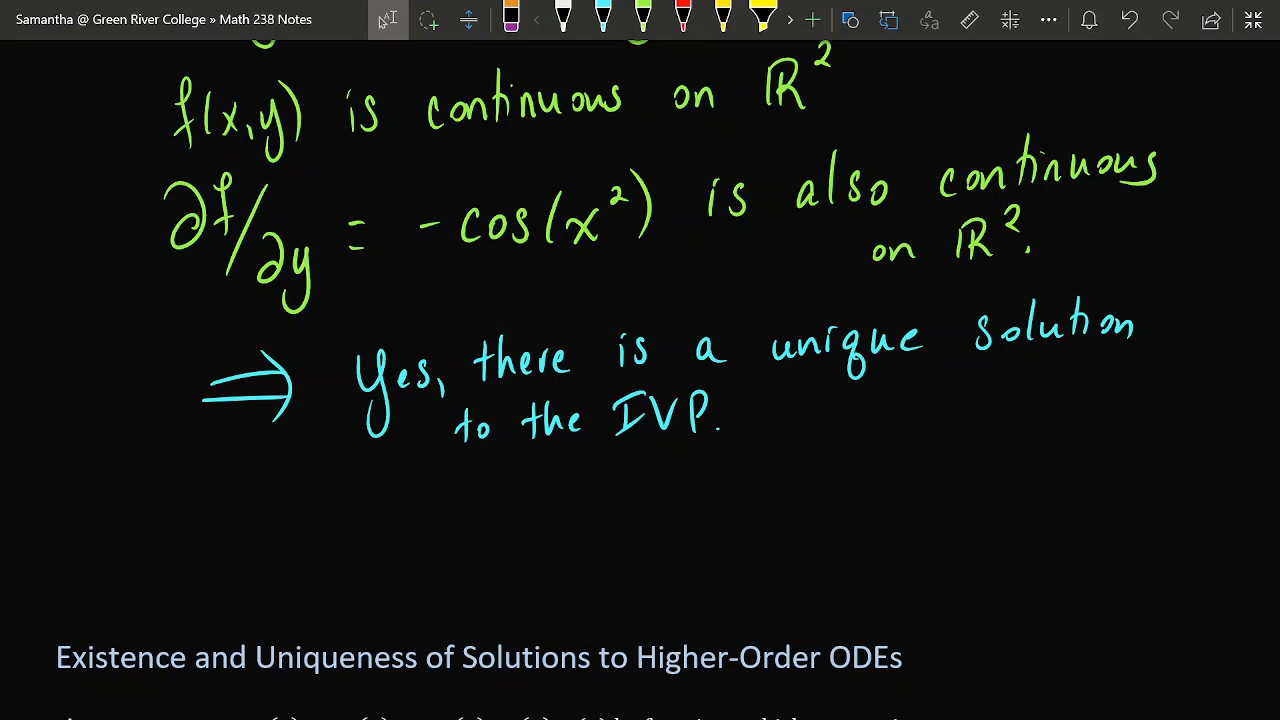 Samantha @ Green River College » Math 238 Notes
f(x,y) is continuous on ℝ²
∂f/∂y = -cos(x²) is also continuous
on ℝ².
⇒ Yes, there is a unique solution
to the IVP.
Existence and Uniqueness of Solutions to Higher-Order ODEs